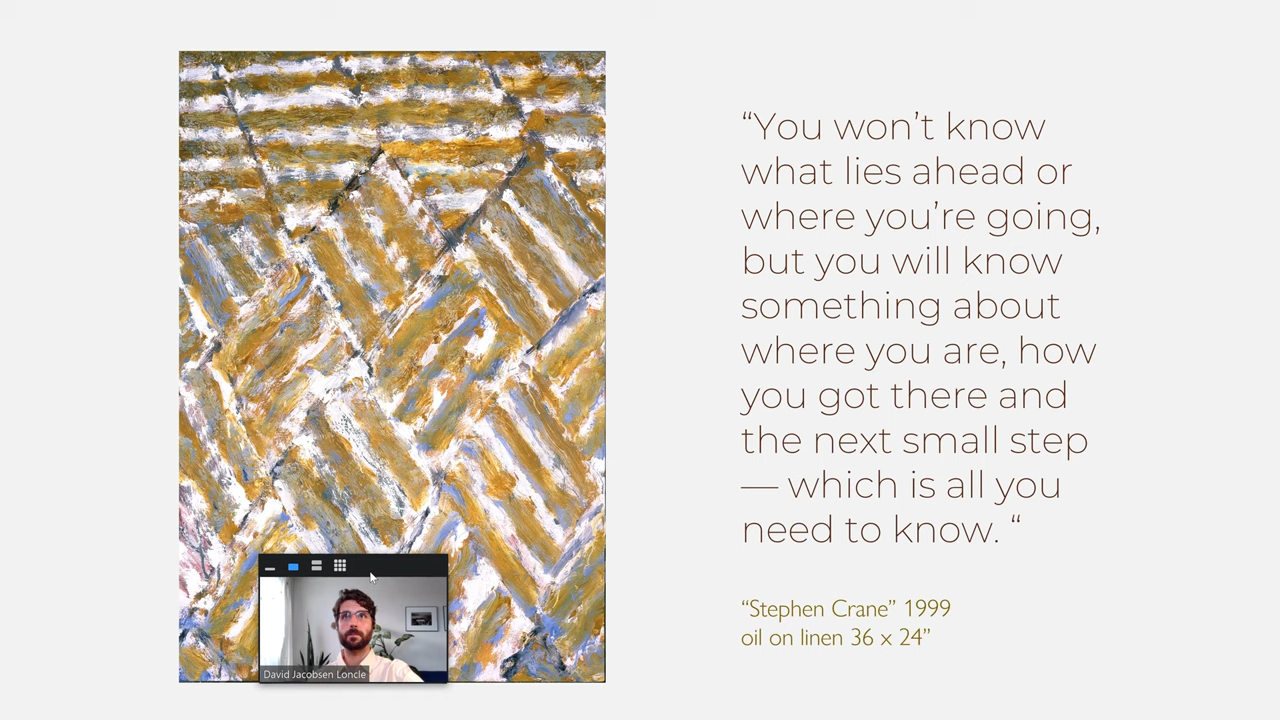 “You won’t know
what lies ahead or
where you’re going,
but you will know
something about
where you are, how
you got there and
the next small step
— which is all you
need to know. “
“Stephen Crane” 1999
oil on linen 36 x 24”
David Jacobsen Loncle